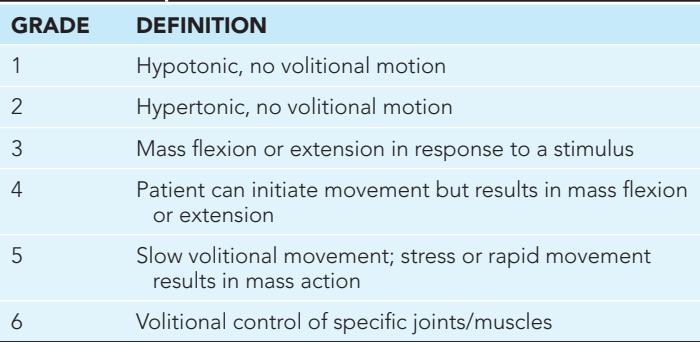 GRADE DEFINITION
1 Hypotonic, no volitional motion
2 Hypertonic, no volitional motion
3 Mass flexion or extension in response to a stimulus
4 Patient can initiate movement but results in mass flexion
or extension
5 Slow volitional movement; stress or rapid movement
results in mass action
6 Volitional control of specific joints/muscles